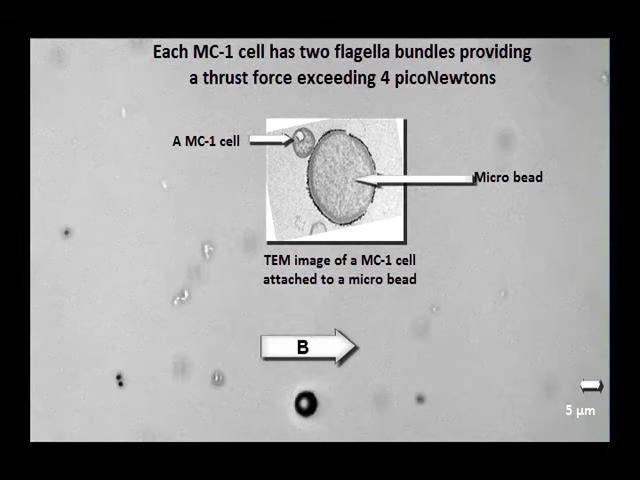 Each MC-1 cell has two flagella bundles providing
a thrust force exceeding 4 picoNewtons
A MC-1 cell
Micro bead
TEM image of a MC-1 cell
attached to a micro bead
B
5 µm